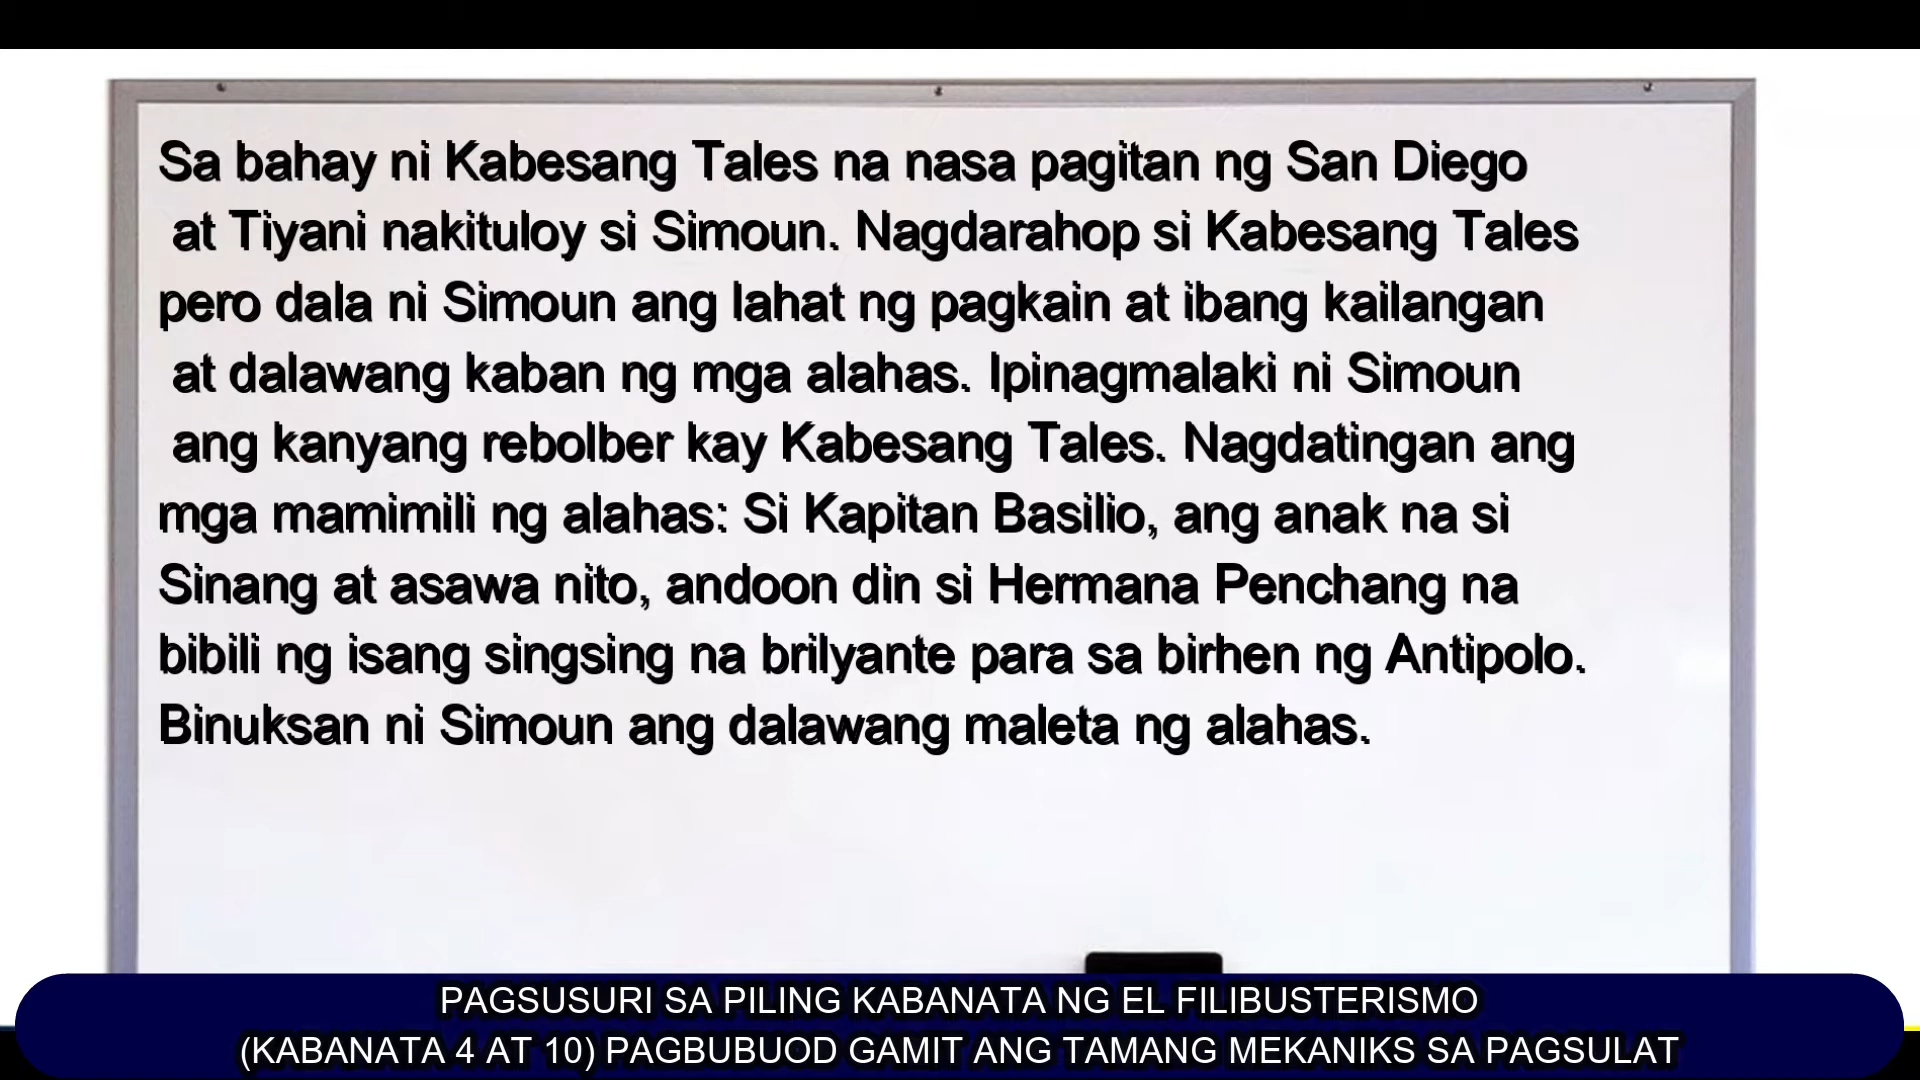 Sa bahay ni Kabesang Tales na nasa pagitan ng San Diego
at Tiyani nakituloy si Simoun. Nagdarahop si Kabesang Tales
pero dala ni Simoun ang lahat ng pagkain at ibang kailangan
at dalawang kaban ng mga alahas. Ipinagmalaki ni Simoun
ang kanyang rebolber kay Kabesang Tales. Nagdatingan ang
mga mamimili ng alahas: Si Kapitan Basilio, ang anak na si
Sinang at asawa nito, andoon din si Hermana Penchang na
bibili ng isang singsing na brilyante para sa birhen ng Antipolo.
Binuksan ni Simoun ang dalawang maleta ng alahas.
PAGSUSURI SA PILING KABANATA NG EL FILIBUSTERISMO
(KABANATA 4 AT 10) PAGBUBUOD GAMIT ANG TAMANG MEKANIKS SA PAGSULAT